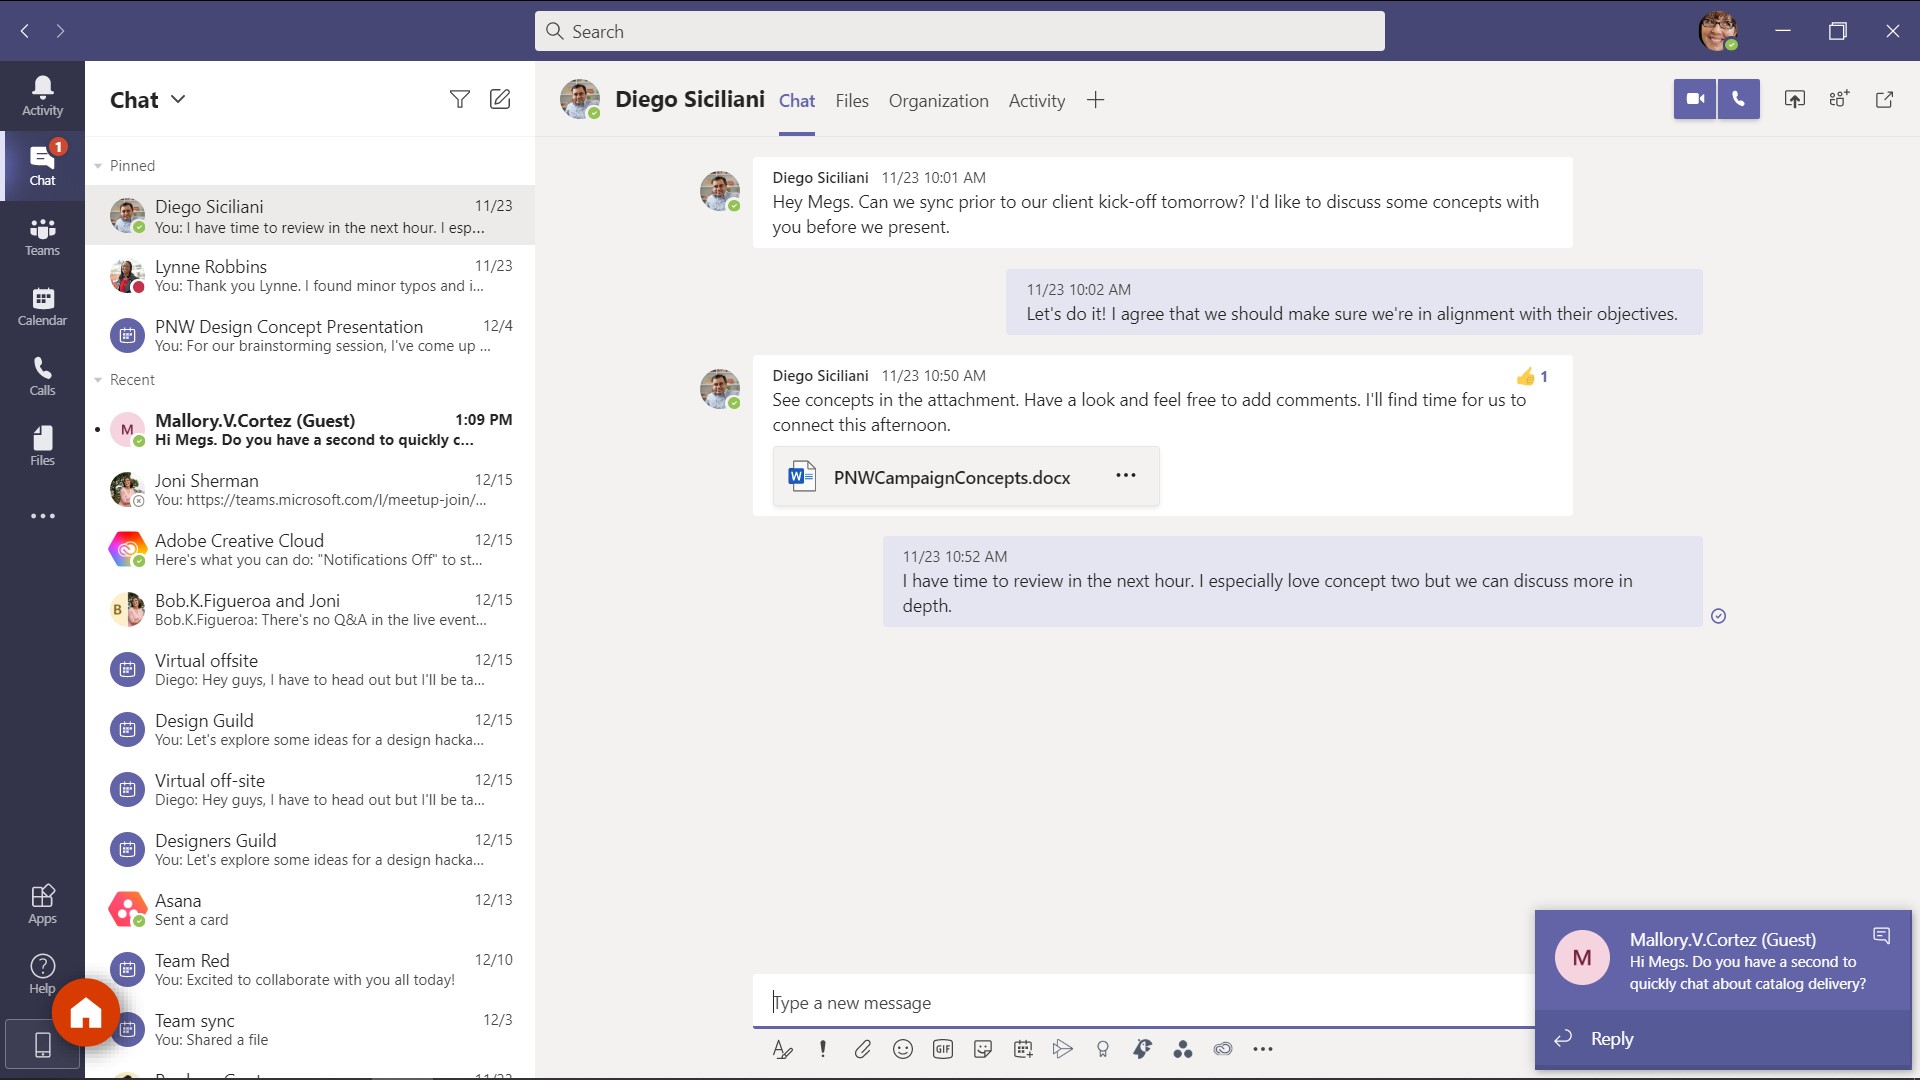 Search
Activity
1
Chat
Teams
Calendar
Calls
Files
Apps
Help
Chat
Pinned
Diego Siciliani 11/23
You: I have time to review in the next hour. I esp...
Lynne Robbins 11/23
You: Thank you Lynne. I found minor typos and i...
PNW Design Concept Presentation 12/4
You: For our brainstorming session, I've come up ...
Recent
M
Mallory.V.Cortez (Guest) 1:09 PM
Hi Megs. Do you have a second to quickly c...
Joni Sherman 12/15
You: https://teams.microsoft.com/l/meetup-join/...
Adobe Creative Cloud 12/15
Here's what you can do: "Notifications Off" to st...
B
Bob.K.Figueroa and Joni 12/15
Bob.K.Figueroa: There's no Q&A in the live event...
Virtual offsite 12/15
Diego: Hey guys, I have to head out but I'll be ta...
Design Guild 12/15
You: Let's explore some ideas for a design hacka...
Virtual off-site 12/15
Diego: Hey guys, I have to head out but I'll be ta...
Designers Guild 12/15
You: Let's explore some ideas for a design hacka...
Asana 12/13
Sent a card
Team Red 12/10
You: Excited to collaborate with you all today!
Team sync 12/3
You: Shared a file
Diego Siciliani Chat Files Organization Activity
Diego Siciliani 11/23 10:01 AM
Hey Megs. Can we sync prior to our client kick-off tomorrow? I'd like to discuss some concepts with
you before we present.
11/23 10:02 AM
Let's do it! I agree that we should make sure we're in alignment with their objectives.
Diego Siciliani 11/23 10:50 AM
1
See concepts in the attachment. Have a look and feel free to add comments. I'll find time for us to
connect this afternoon.
W
PNWCampaignConcepts.docx
11/23 10:52 AM
I have time to review in the next hour. I especially love concept two but we can discuss more in
depth.
Type a new message
GIF
M
Mallory.V.Cortez (Guest)
Hi Megs. Do you have a second to
quickly chat about catalog delivery?
Reply